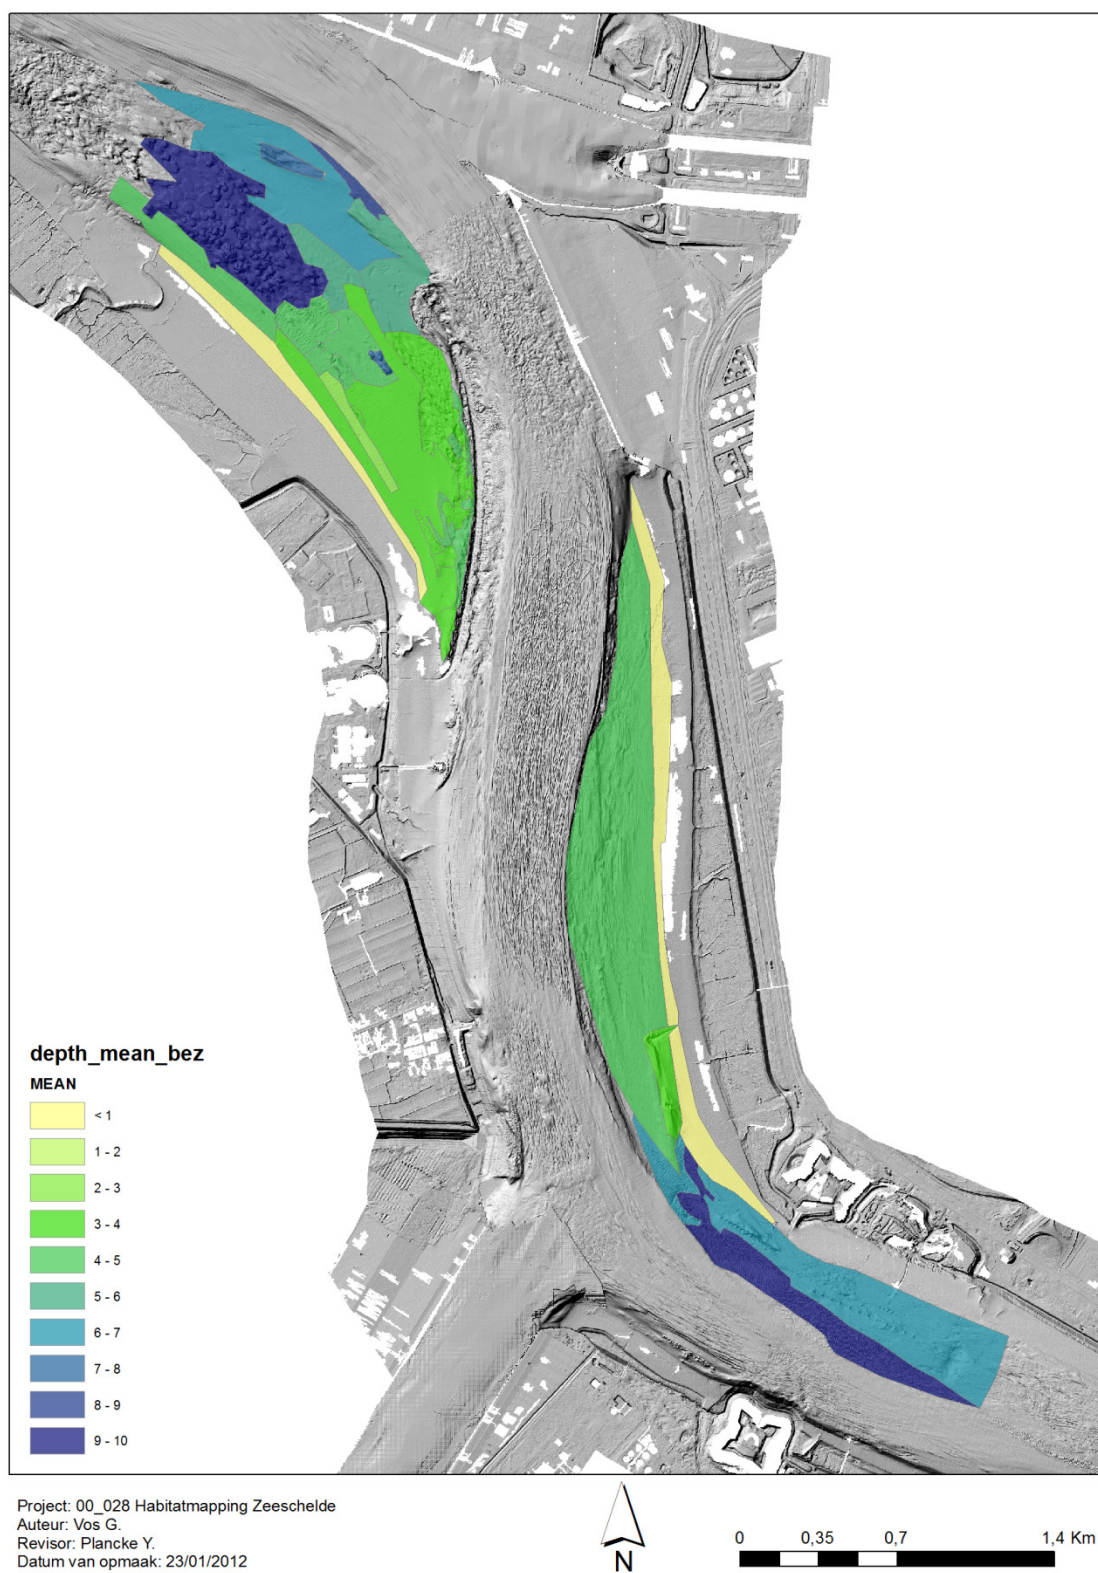 depth_mean_bez
MEAN
< 1
1 - 2
2 - 3
3 - 4
4 - 5
5 - 6
6 - 7
7 - 8
8 - 9
9 - 10
Project: 00_028 Habitatmapping Zeeschelde
Auteur: Vos G.
Revisor: Plancke Y.
Datum van opmaak: 23/01/2012
N
0 0,35 0,7 1,4 Km